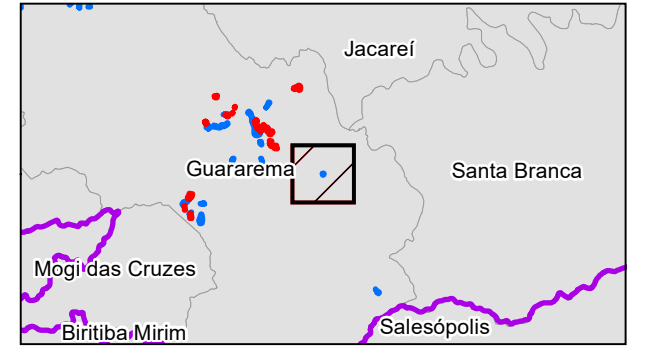 Jacareí
Guararema
Santa Branca
Mogi das Cruzes
Salesópolis
Biritiba Mirim